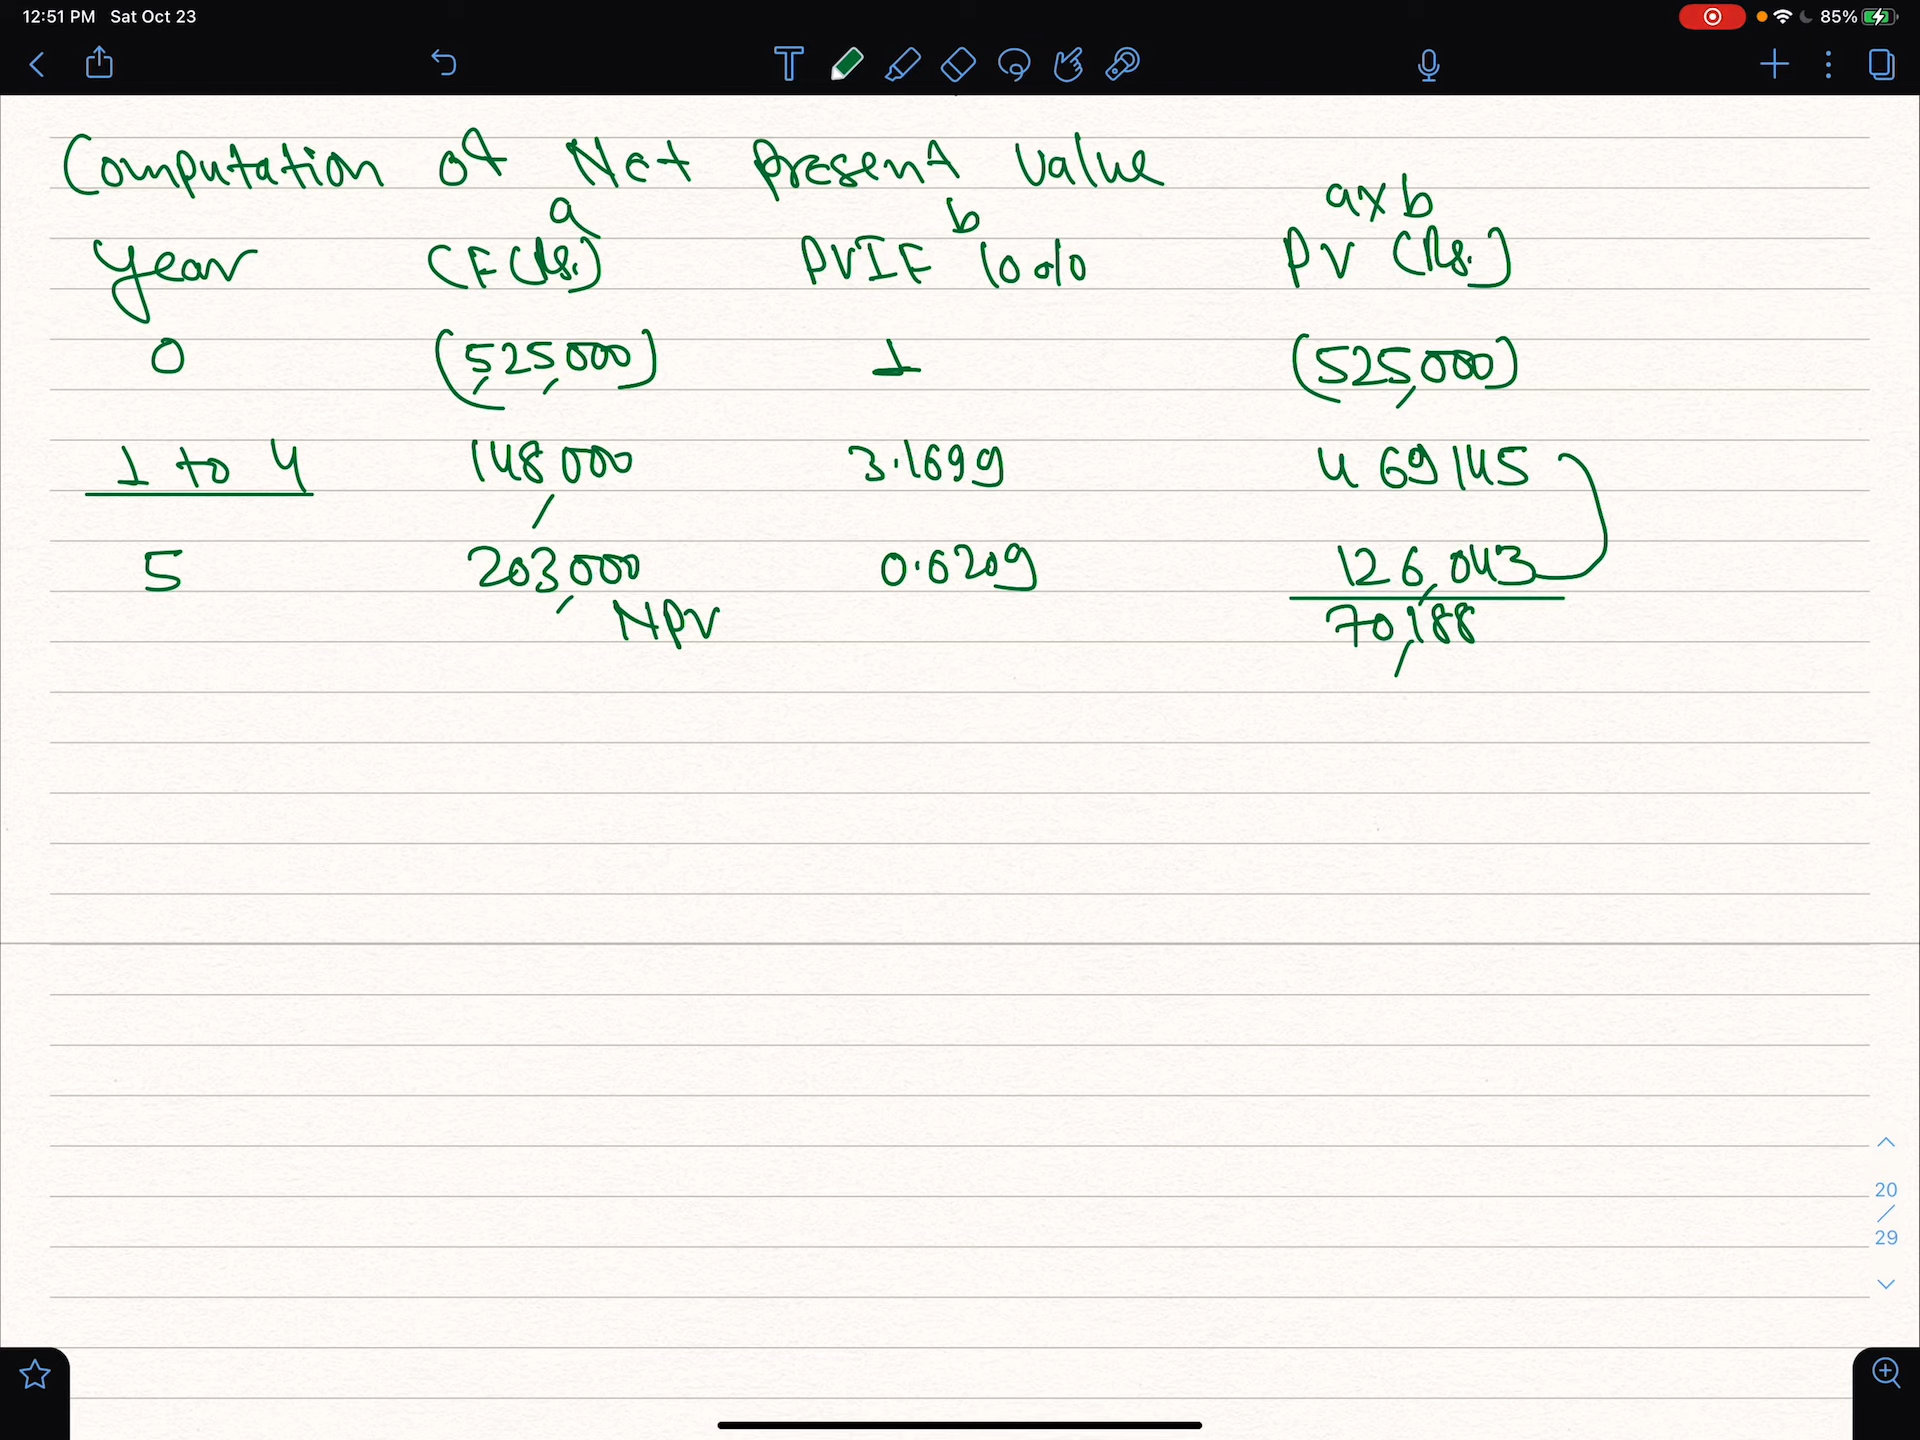 12:51 PM Sat Oct 23
85%
T
Computation of Net Present Value
a b axb
Year CF(Rs.) PVIF 10% PV (Rs.)
0 (525,000) 1 (525,000)
1 to 4 148,000 3.1699 469145
5 203,000 0.6209 126,043
NPV 70,188
20
/
29